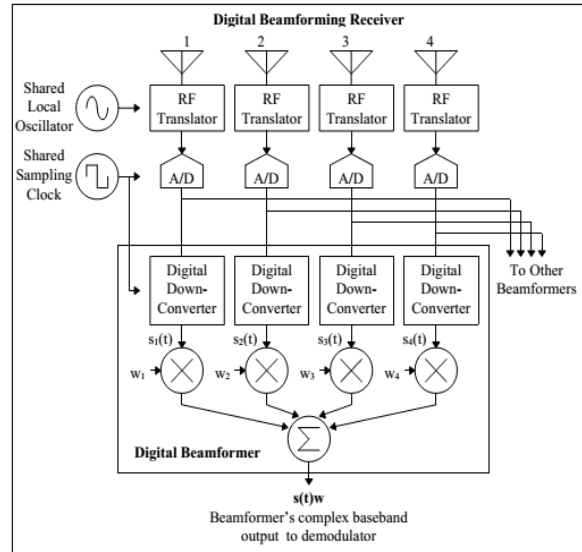 Digital Beamforming Receiver
1 2 3 4
Shared
Local
Oscillator
RF
Translator
RF
Translator
RF
Translator
RF
Translator
Shared
Sampling
Clock
A/D A/D A/D A/D
To Other
Beamformers
Digital
Down-
Converter
Digital
Down-
Converter
Digital
Down-
Converter
Digital
Down-
Converter
s₁(t) s₂(t) s₃(t) s₄(t)
w₁ w₂ w₃ w₄
Σ
Digital Beamformer
s(t)w
Beamformer's complex baseband
output to demodulator